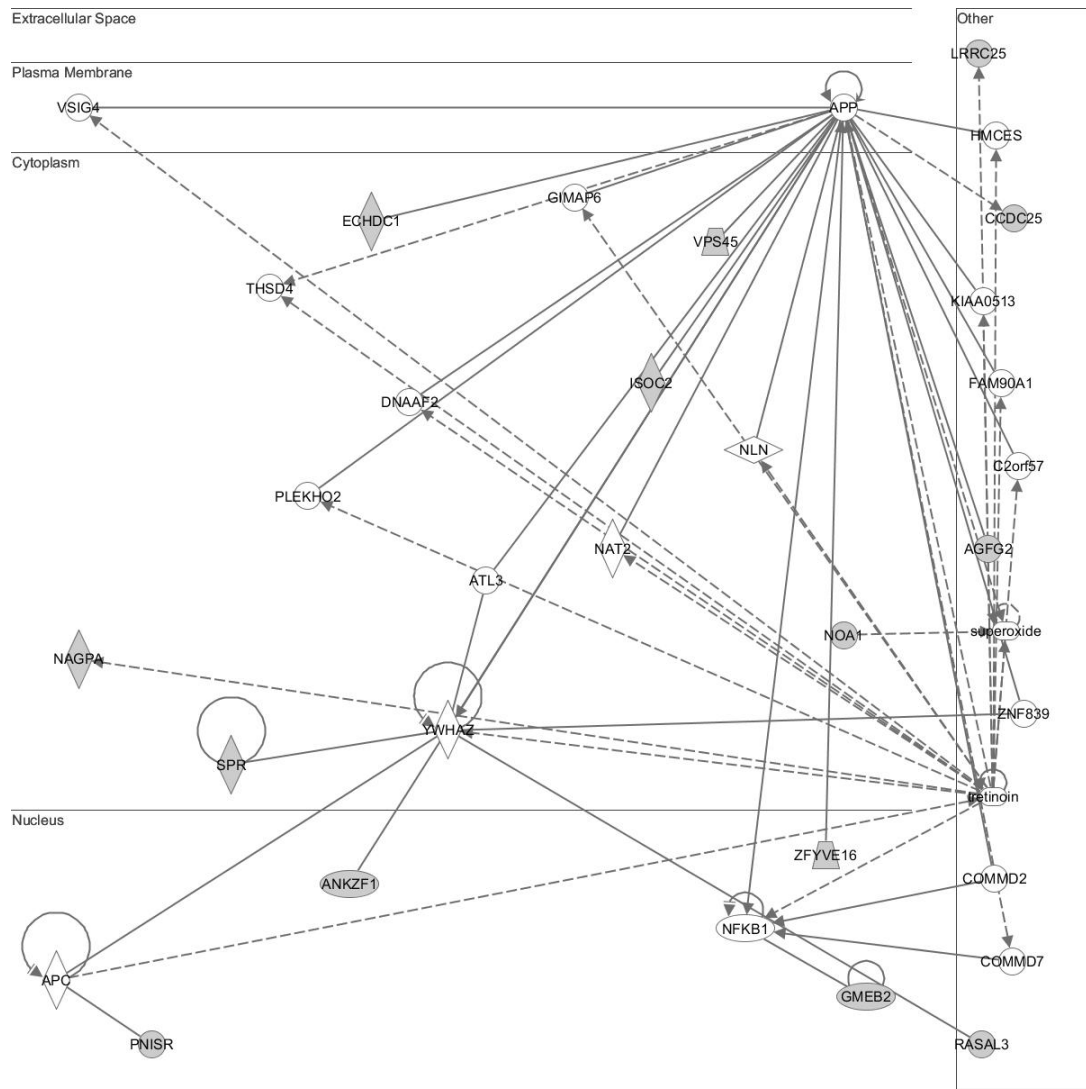 Extracellular Space
Other
LRRC25
Plasma Membrane
VSIG4
APP
HMCES
Cytoplasm
ECHDC1
GIMAP6
VPS45
CCDC25
THSD4
KIAA0513
DNAAF2
ISOC2
FAM90A1
NLN
C2orf57
PLEKHO2
NAT2
AGFG2
ATL3
NOA1
superoxide
NAGPA
YWHAZ
ZNF839
SPR
tretinoin
Nucleus
ZFYVE16
ANKZF1
COMMD2
NFKB1
APC
COMMD7
GMEB2
PNISR
RASAL3